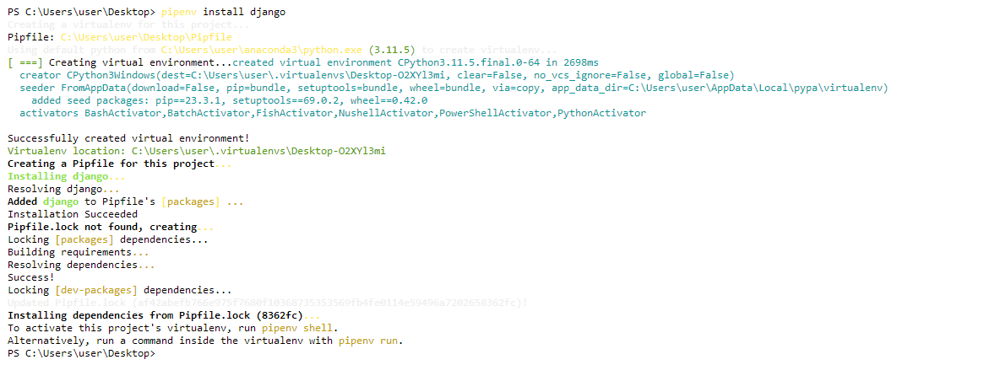 PS C:\Users\user\Desktop> pipenv install django
Creating a virtualenv for this project...
Pipfile: C:\Users\user\Desktop\Pipfile
Using default python from C:\Users\user\anaconda3\python.exe (3.11.5) to create virtualenv...
[ ===] Creating virtual environment...created virtual environment CPython3.11.5.final.0-64 in 2698ms
creator CPython3Windows(dest=C:\Users\user\.virtualenvs\Desktop-O2XYl3mi, clear=False, no_vcs_ignore=False, global=False)
seeder FromAppData(download=False, pip=bundle, setuptools=bundle, wheel=bundle, via=copy, app_data_dir=C:\Users\user\AppData\Local\pypa\virtualenv)
added seed packages: pip==23.3.1, setuptools==69.0.2, wheel==0.42.0
activators BashActivator,BatchActivator,FishActivator,NushellActivator,PowerShellActivator,PythonActivator
Successfully created virtual environment!
Virtualenv location: C:\Users\user\.virtualenvs\Desktop-O2XYl3mi
Creating a Pipfile for this project...
Installing django...
Resolving django...
Added django to Pipfile's [packages] ...
Installation Succeeded
Pipfile.lock not found, creating...
Locking [packages] dependencies...
Building requirements...
Resolving dependencies...
Success!
Locking [dev-packages] dependencies...
Updated Pipfile.lock (af42abefb766e975f7680f10368735353569fb4fe0114e59496a7202658362fc)!
Installing dependencies from Pipfile.lock (8362fc)...
To activate this project's virtualenv, run pipenv shell.
Alternatively, run a command inside the virtualenv with pipenv run.
PS C:\Users\user\Desktop>